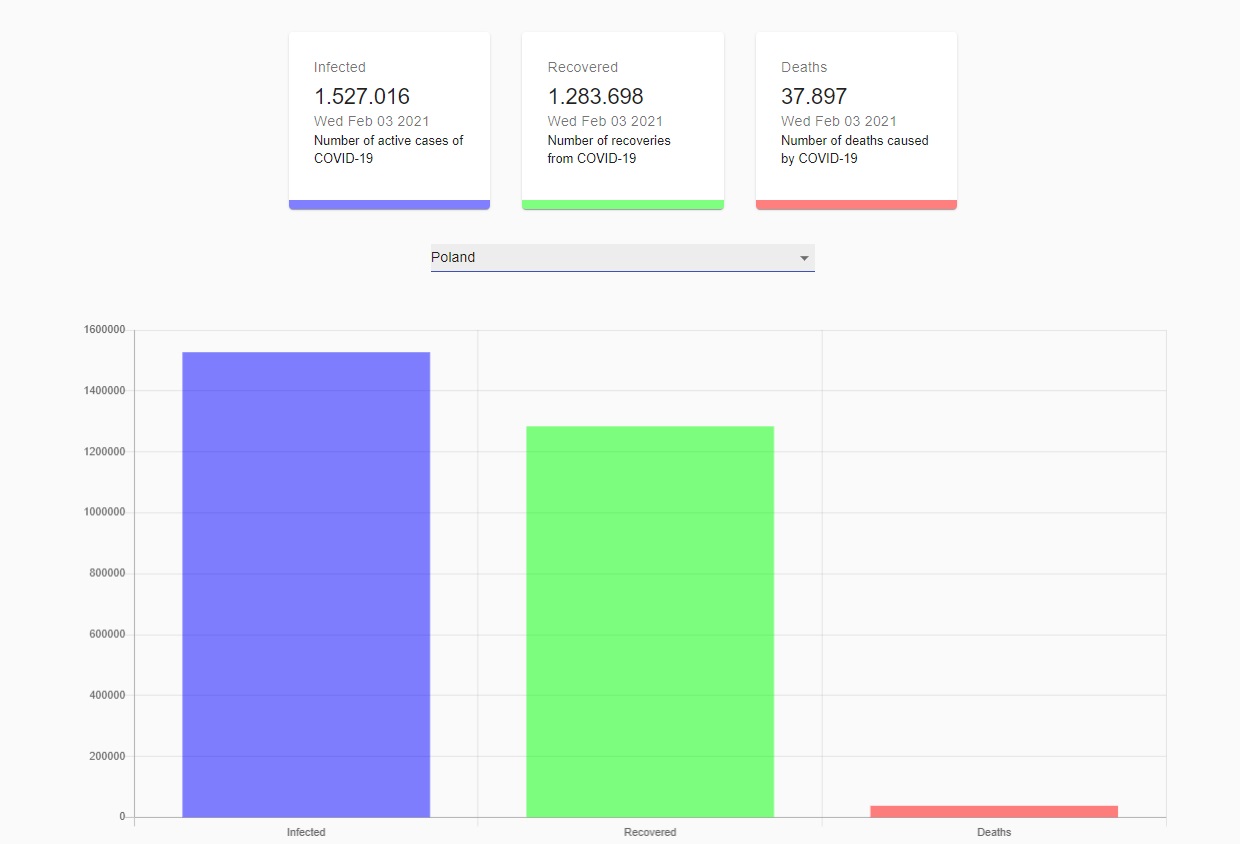 Infected
1.527.016
Wed Feb 03 2021
Number of active cases of
COVID-19
Recovered
1.283.698
Wed Feb 03 2021
Number of recoveries
from COVID-19
Deaths
37.897
Wed Feb 03 2021
Number of deaths caused
by COVID-19
Poland
1600000
1400000
1200000
1000000
800000
600000
400000
200000
0
Infected
Recovered
Deaths